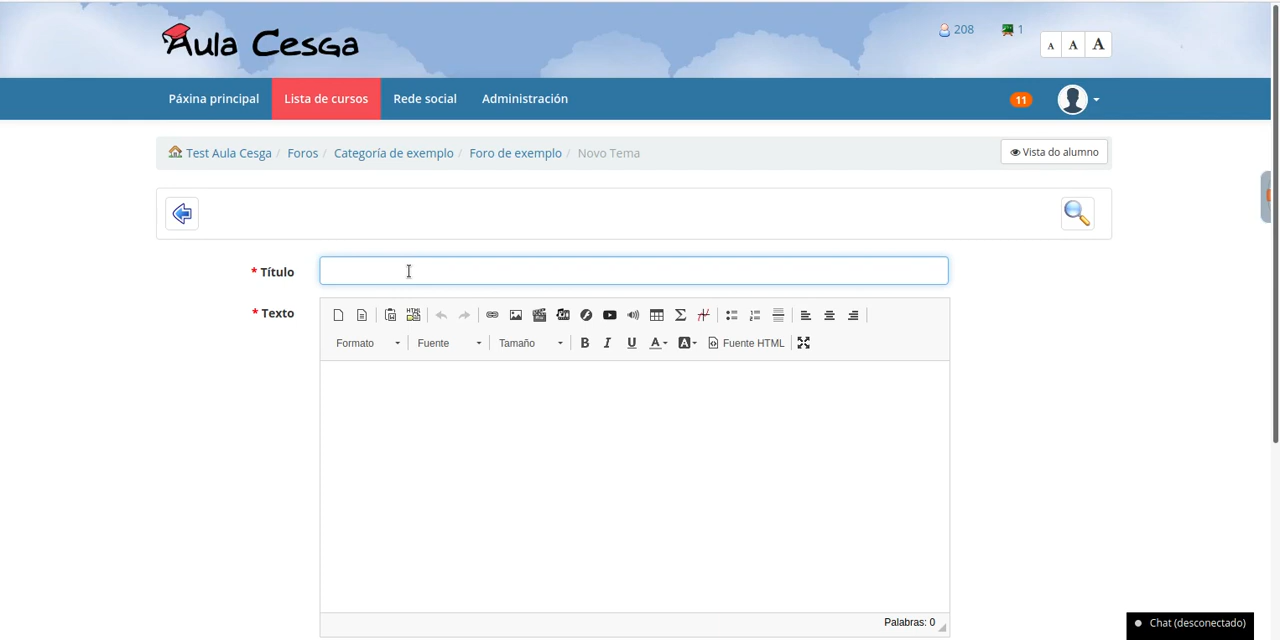 Aula Cesga
208
1
A A A
Páxina principal
Lista de cursos
Rede social
Administración
11
Test Aula Cesga / Foros / Categoría de exemplo / Foro de exemplo / Novo Tema
Vista do alumno
* Título
* Texto
Formato
Fuente
Tamaño
B I U A A Fuente HTML
Palabras: 0
Chat (desconectado)